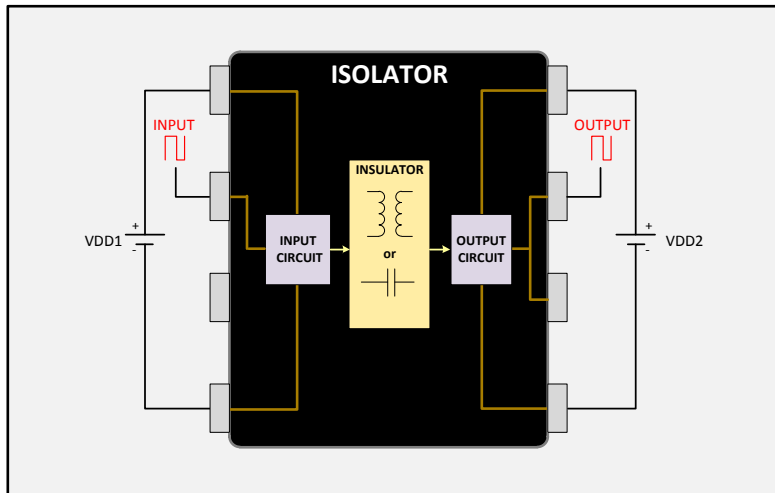 ISOLATOR
INPUT
OUTPUT
INSULATOR
or
INPUT
CIRCUIT
OUTPUT
CIRCUIT
+
VDD1
-
+
VDD2
-